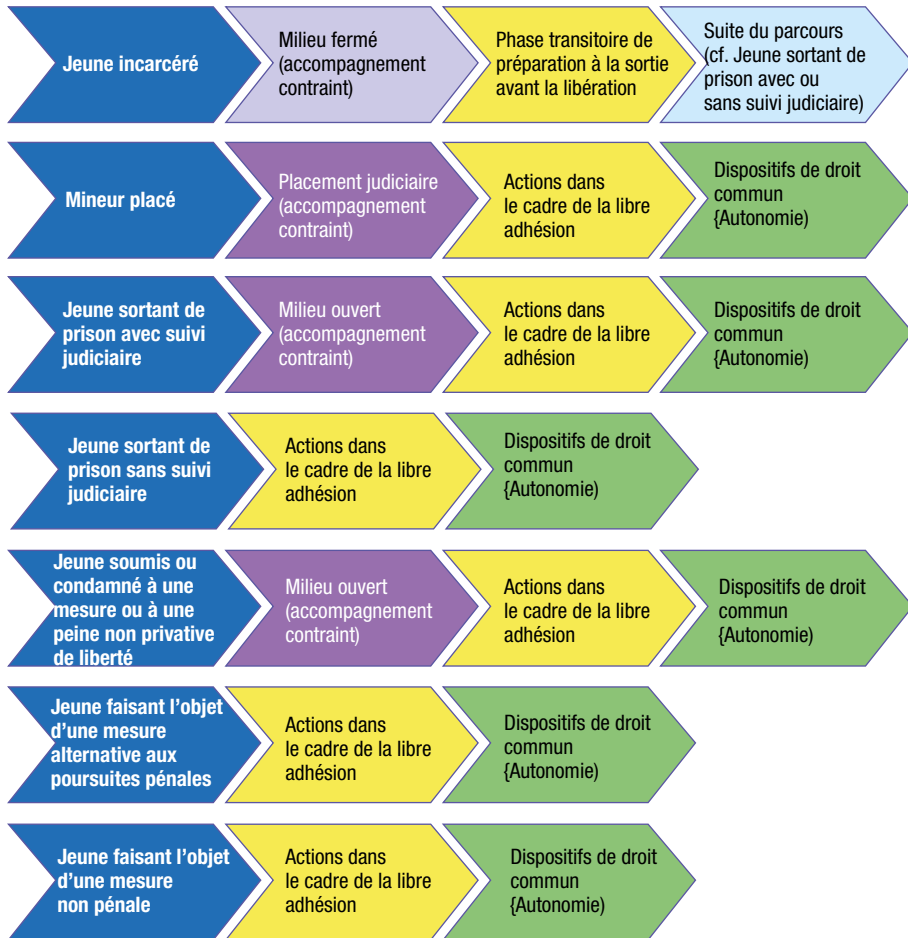 Jeune incarcéré
Milieu fermé
(accompagnement
contraint)
Phase transitoire de
préparation à la sortie
avant la libération
Suite du parcours
(cf. Jeune sortant de
prison avec ou
sans suivi judiciaire)
Mineur placé
Placement judiciaire
(accompagnement
contraint)
Actions dans
le cadre de la libre
adhésion
Dispositifs de droit
commun
{Autonomie)
Jeune sortant de
prison avec suivi
judiciaire
Milieu ouvert
(accompagnement
contraint)
Actions dans
le cadre de la libre
adhésion
Dispositifs de droit
commun
{Autonomie)
Jeune sortant de
prison sans suivi
judiciaire
Actions dans
le cadre de la libre
adhésion
Dispositifs de droit
commun
{Autonomie)
Jeune soumis ou
condamné à une
mesure ou à une
peine non privative
de liberté
Milieu ouvert
(accompagnement
contraint)
Actions dans
le cadre de la libre
adhésion
Dispositifs de droit
commun
{Autonomie)
Jeune faisant l'objet
d'une mesure
alternative aux
poursuites pénales
Actions dans
le cadre de la libre
adhésion
Dispositifs de droit
commun
{Autonomie)
Jeune faisant l'objet
d'une mesure
non pénale
Actions dans
le cadre de la libre
adhésion
Dispositifs de droit
commun
{Autonomie)